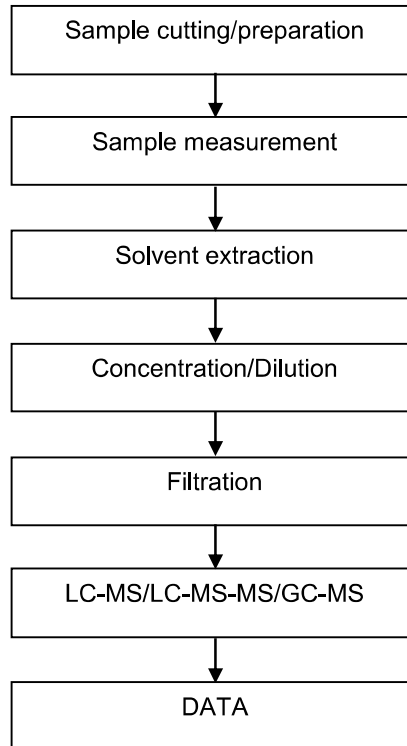 Sample cutting/preparation
Sample measurement
Solvent extraction
Concentration/Dilution
Filtration
LC-MS/LC-MS-MS/GC-MS
DATA